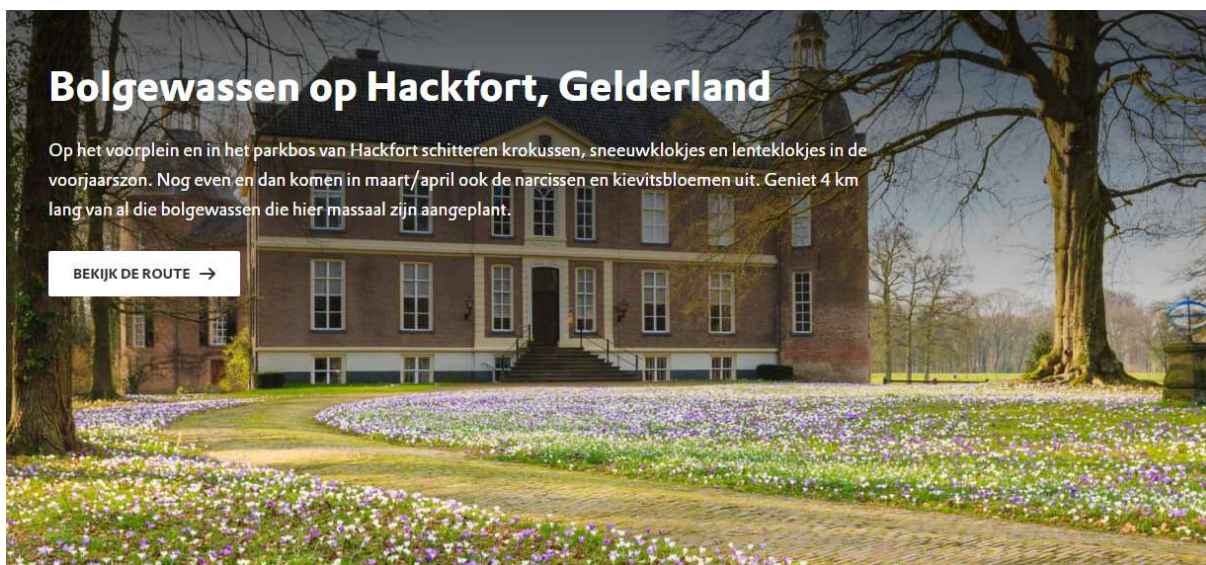 Bolgewassen op Hackfort, Gelderland
Op het voorplein en in het parkbos van Hackfort schitteren krokussen, sneeuwklokjes en lenteklokjes in de
voorjaarszon. Nog even en dan komen in maart/april ook de narcissen en kievitsbloemen uit. Geniet 4 km
lang van al die bolgewassen die hier massaal zijn aangeplant.
BEKIJK DE ROUTE →